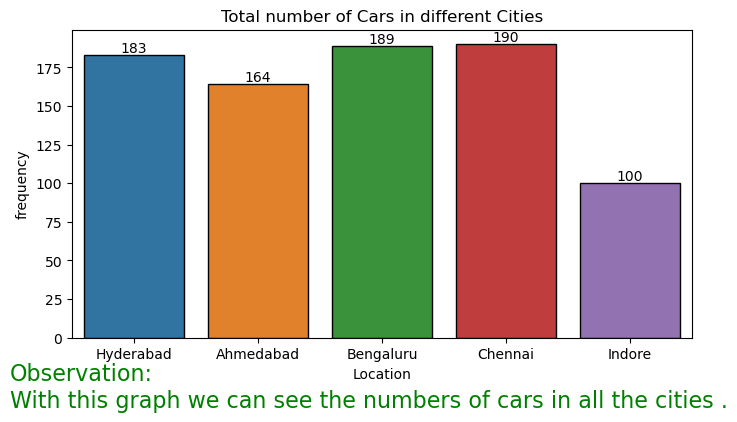 Total number of Cars in different Cities
183
164
189
190
100
175
150
125
100
75
50
25
0
frequency
Hyderabad
Ahmedabad
Bengaluru
Chennai
Indore
Location
Observation:
With this graph we can see the numbers of cars in all the cities .